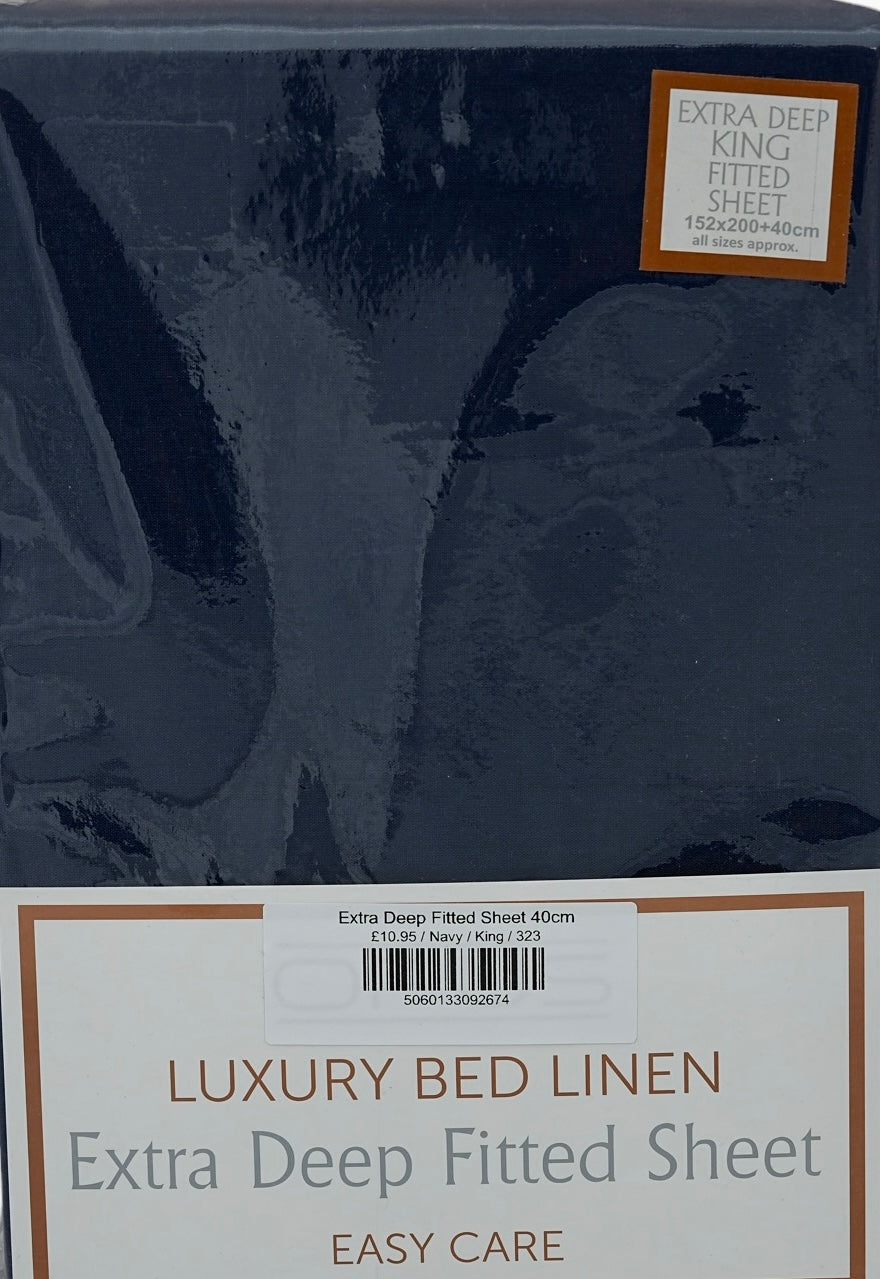 EXTRA DEEP
KING
FITTED
SHEET
152x200+40cm
all sizes approx.
Extra Deep Fitted Sheet 40cm
£10.95 / Navy / King / 323
5060133092674
LUXURY BED LINEN
Extra Deep Fitted Sheet
EASY CARE